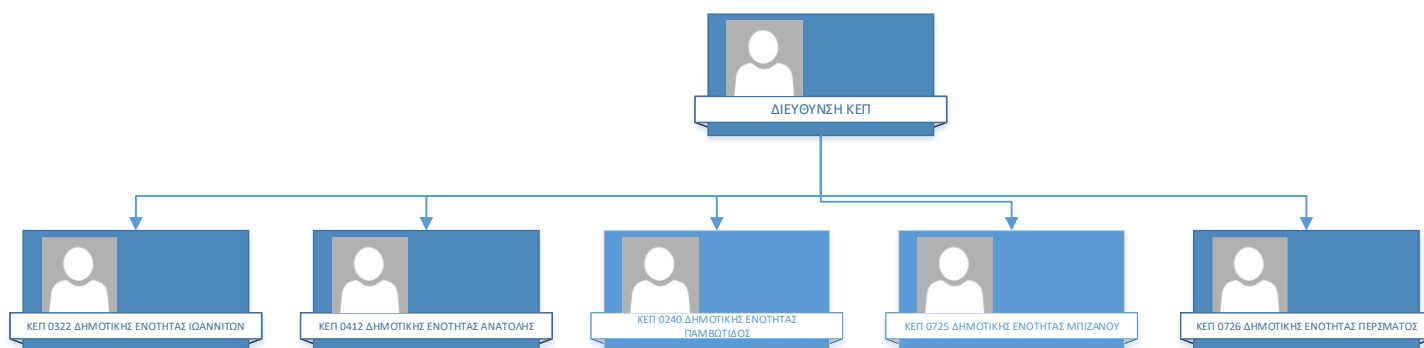 ΔΙΕΥΘΥΝΣΗ ΚΕΠ
ΚΕΠ 0322 ΔΗΜΟΤΙΚΗΣ ΕΝΟΤΗΤΑΣ ΙΩΑΝΝΙΤΩΝ
ΚΕΠ 0412 ΔΗΜΟΤΙΚΗΣ ΕΝΟΤΗΤΑΣ ΑΝΑΤΟΛΗΣ
ΚΕΠ 0240 ΔΗΜΟΤΙΚΗΣ ΕΝΟΤΗΤΑΣ
ΠΑΜΒΩΤΙΔΟΣ
ΚΕΠ 0725 ΔΗΜΟΤΙΚΗΣ ΕΝΟΤΗΤΑΣ ΜΠΙΖΑΝΟΥ
ΚΕΠ 0726 ΔΗΜΟΤΙΚΗΣ ΕΝΟΤΗΤΑΣ ΠΕΡΣΜΑΤΟΣ